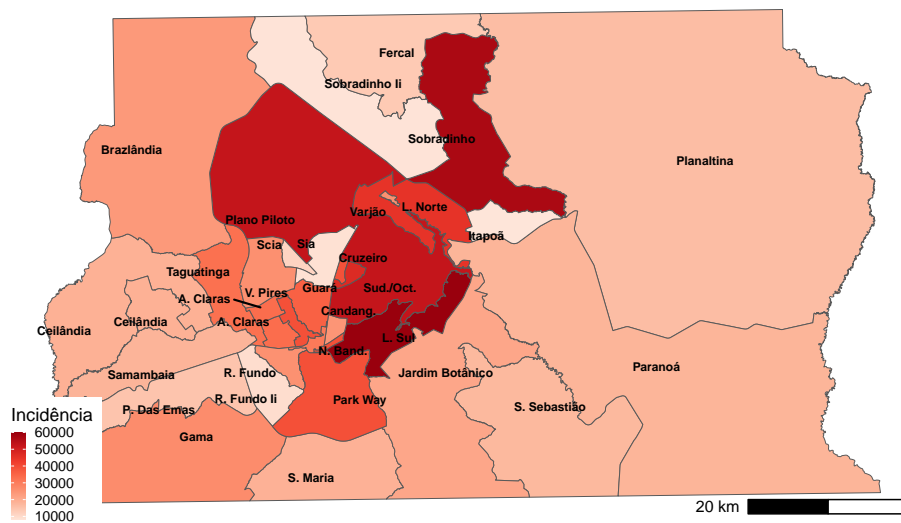 Fercal
Sobradinho Ii
Sobradinho
Brazlândia
Planaltina
L. Norte
Varjão
Plano Piloto
Itapoã
Scia
Sia
Cruzeiro
Taguatinga
Guará
Sud./Oct.
V. Pires
A. Claras
Candang.
Ceilândia
Ceilândia
A. Claras
L. Sul
N. Band.
Paranoá
Samambaia
R. Fundo
Jardim Botânico
R. Fundo Ii
Park Way
P. Das Emas
S. Sebastião
Gama
S. Maria
Incidência
60000
50000
40000
30000
20000
10000
20 km